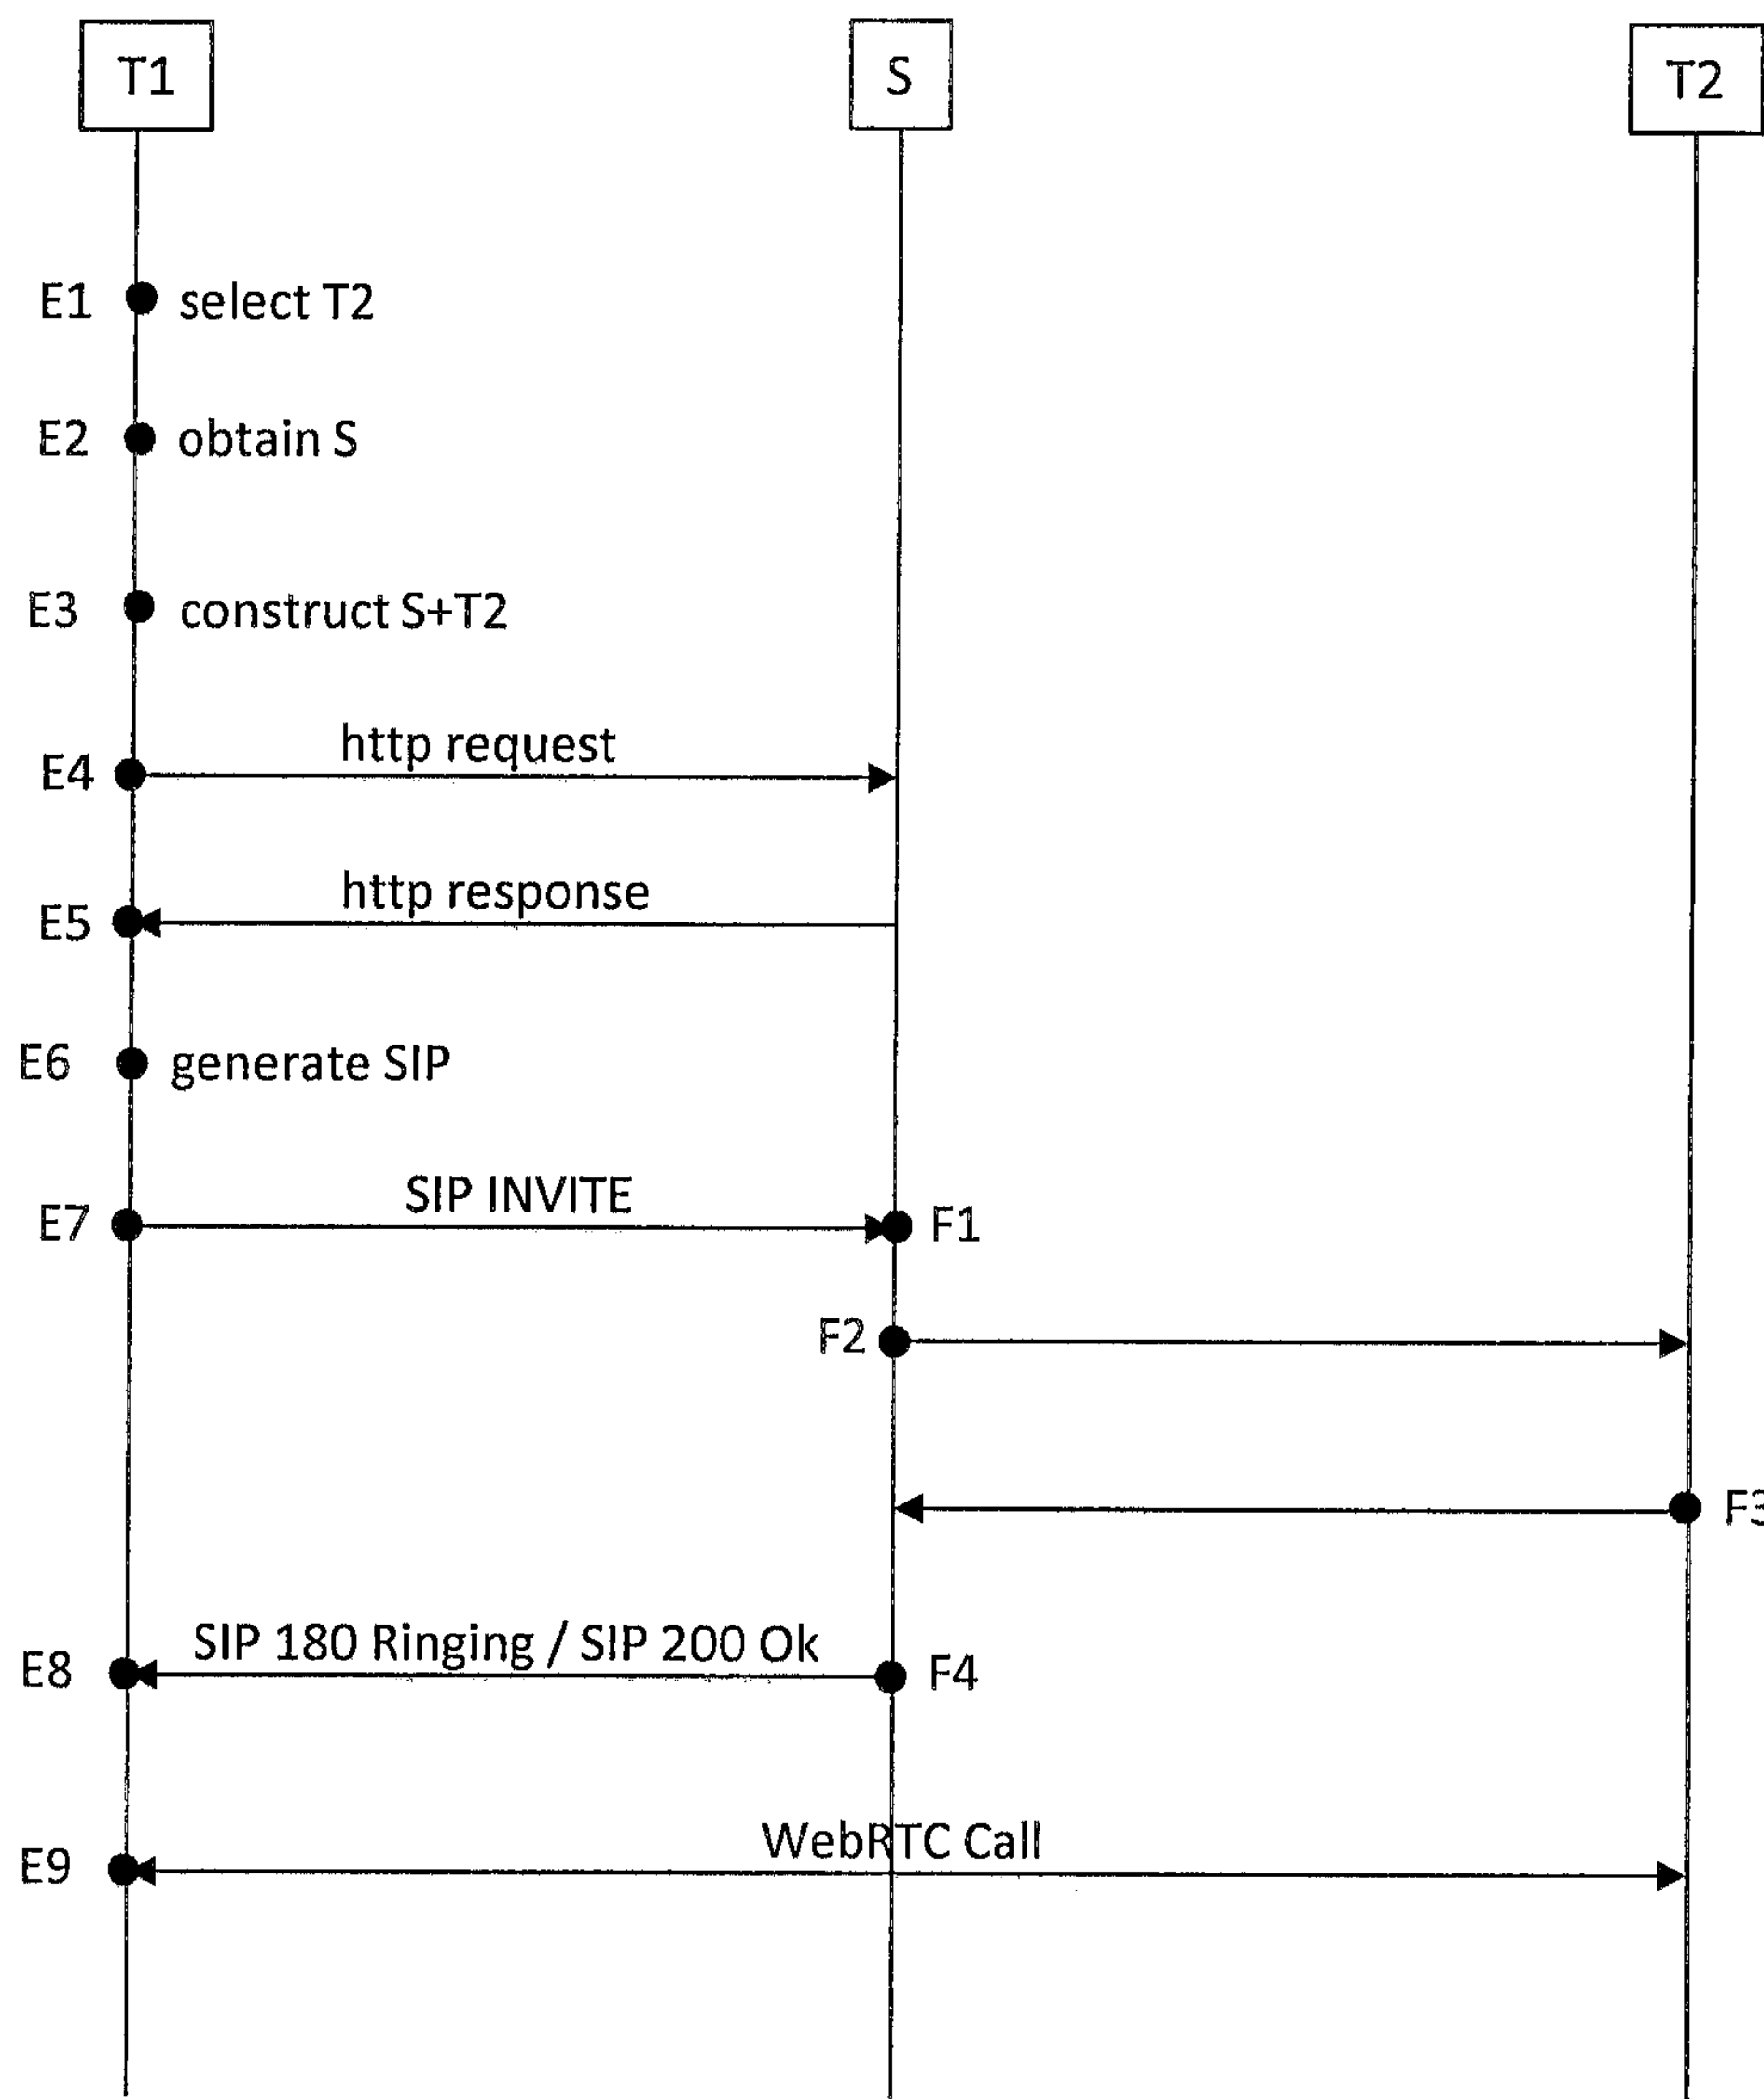 T1
S
T2
E1 select T2
E2 obtain S
E3 construct S+T2
http request
E4
http response
E5
E6 generate SIP
SIP INVITE
E7 F1
F2
F3
SIP 180 Ringing / SIP 200 Ok
E8 F4
WebRTC Call
E9